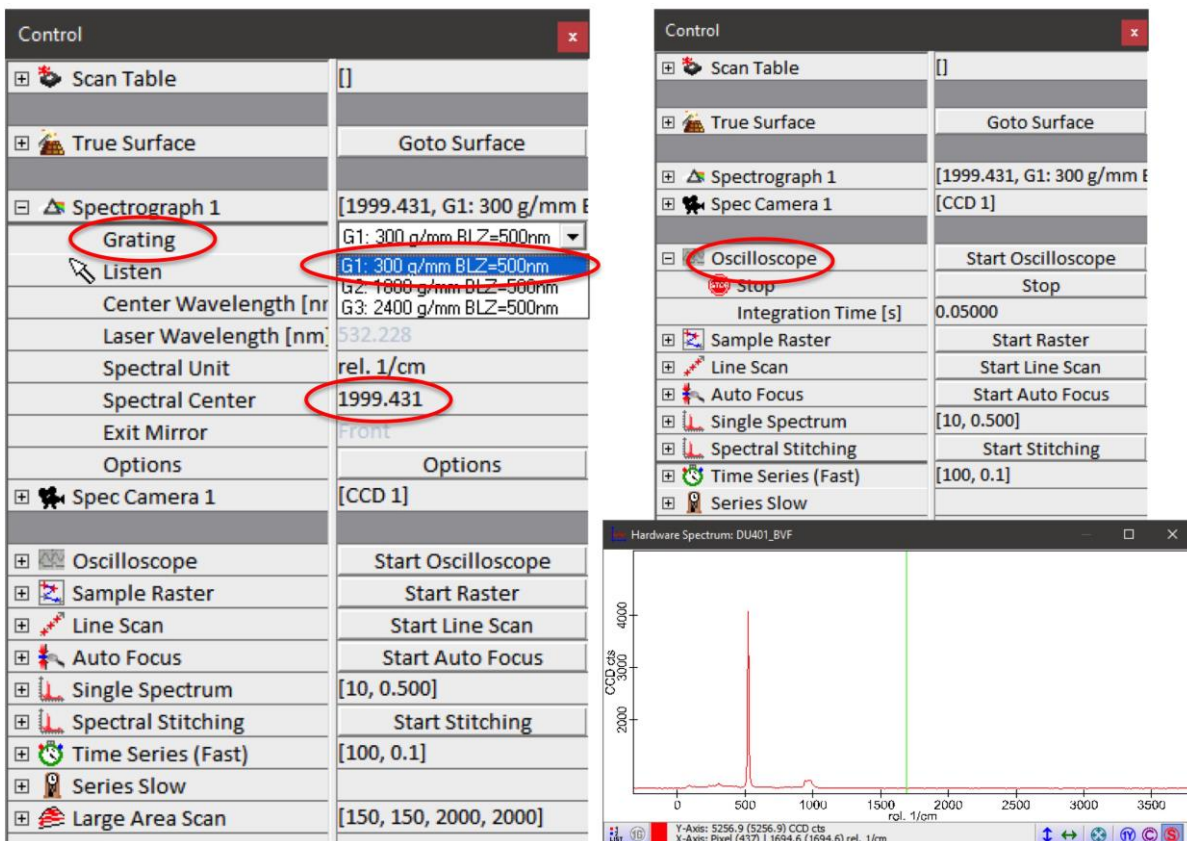 Control
x
Scan Table []
True Surface Goto Surface
Spectrograph 1 [1999.431, G1: 300 g/mm B
Grating G1: 300 g/mm BLZ=500nm
G1: 300 g/mm BLZ=500nm
Listen
G2: 1800 g/mm BLZ=500nm
Center Wavelength [nm
G3: 2400 g/mm BLZ=500nm
Laser Wavelength [nm] 532.228
Spectral Unit rel. 1/cm
Spectral Center 1999.431
Exit Mirror Front
Options Options
Spec Camera 1 [CCD 1]
Oscilloscope Start Oscilloscope
Sample Raster Start Raster
Line Scan Start Line Scan
Auto Focus Start Auto Focus
Single Spectrum [10, 0.500]
Spectral Stitching Start Stitching
Time Series (Fast) [100, 0.1]
Series Slow
Large Area Scan [150, 150, 2000, 2000]
Control
x
Scan Table []
True Surface Goto Surface
Spectrograph 1 [1999.431, G1: 300 g/mm B
Spec Camera 1 [CCD 1]
Oscilloscope Start Oscilloscope
STOP Stop Stop
Integration Time [s] 0.05000
Sample Raster Start Raster
Line Scan Start Line Scan
Auto Focus Start Auto Focus
Single Spectrum [10, 0.500]
Spectral Stitching Start Stitching
Time Series (Fast) [100, 0.1]
Series Slow
Hardware Spectrum: DU401_BVF
4000
3000
2000
CCD cts
0 500 1000 1500 2000 2500 3000 3500
rel. 1/cm
Y-Axis: 5256.9 (5256.9) CCD cts
X-Axis: Pixel (437) | 1694.6 (1694.6) rel. 1/cm
LIST